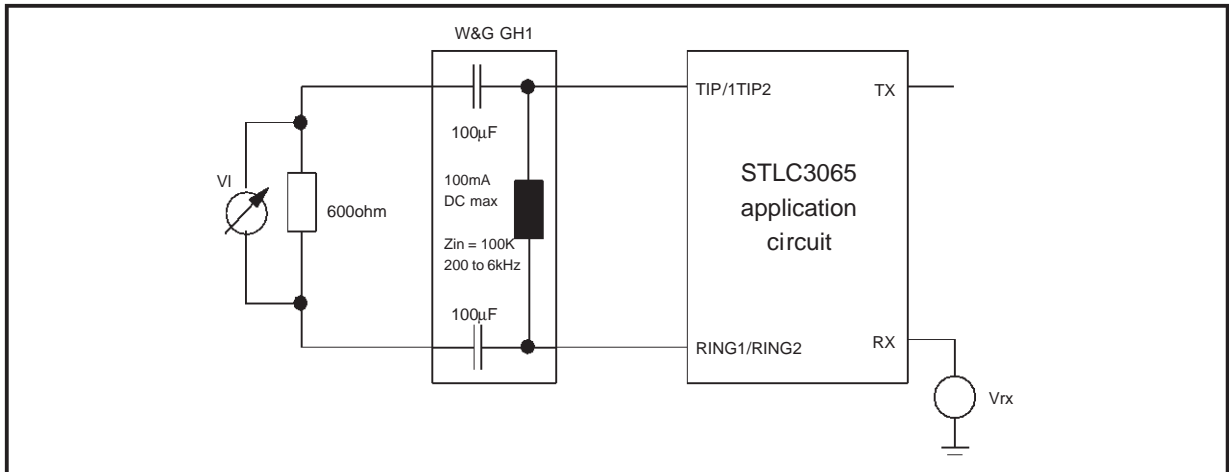 W&G GH1
TIP/1TIP2
TX
100µF
VI
600ohm
100mA
DC max
Zin = 100K
200 to 6kHz
STLC3065
application
circuit
100µF
RING1/RING2
RX
Vrx